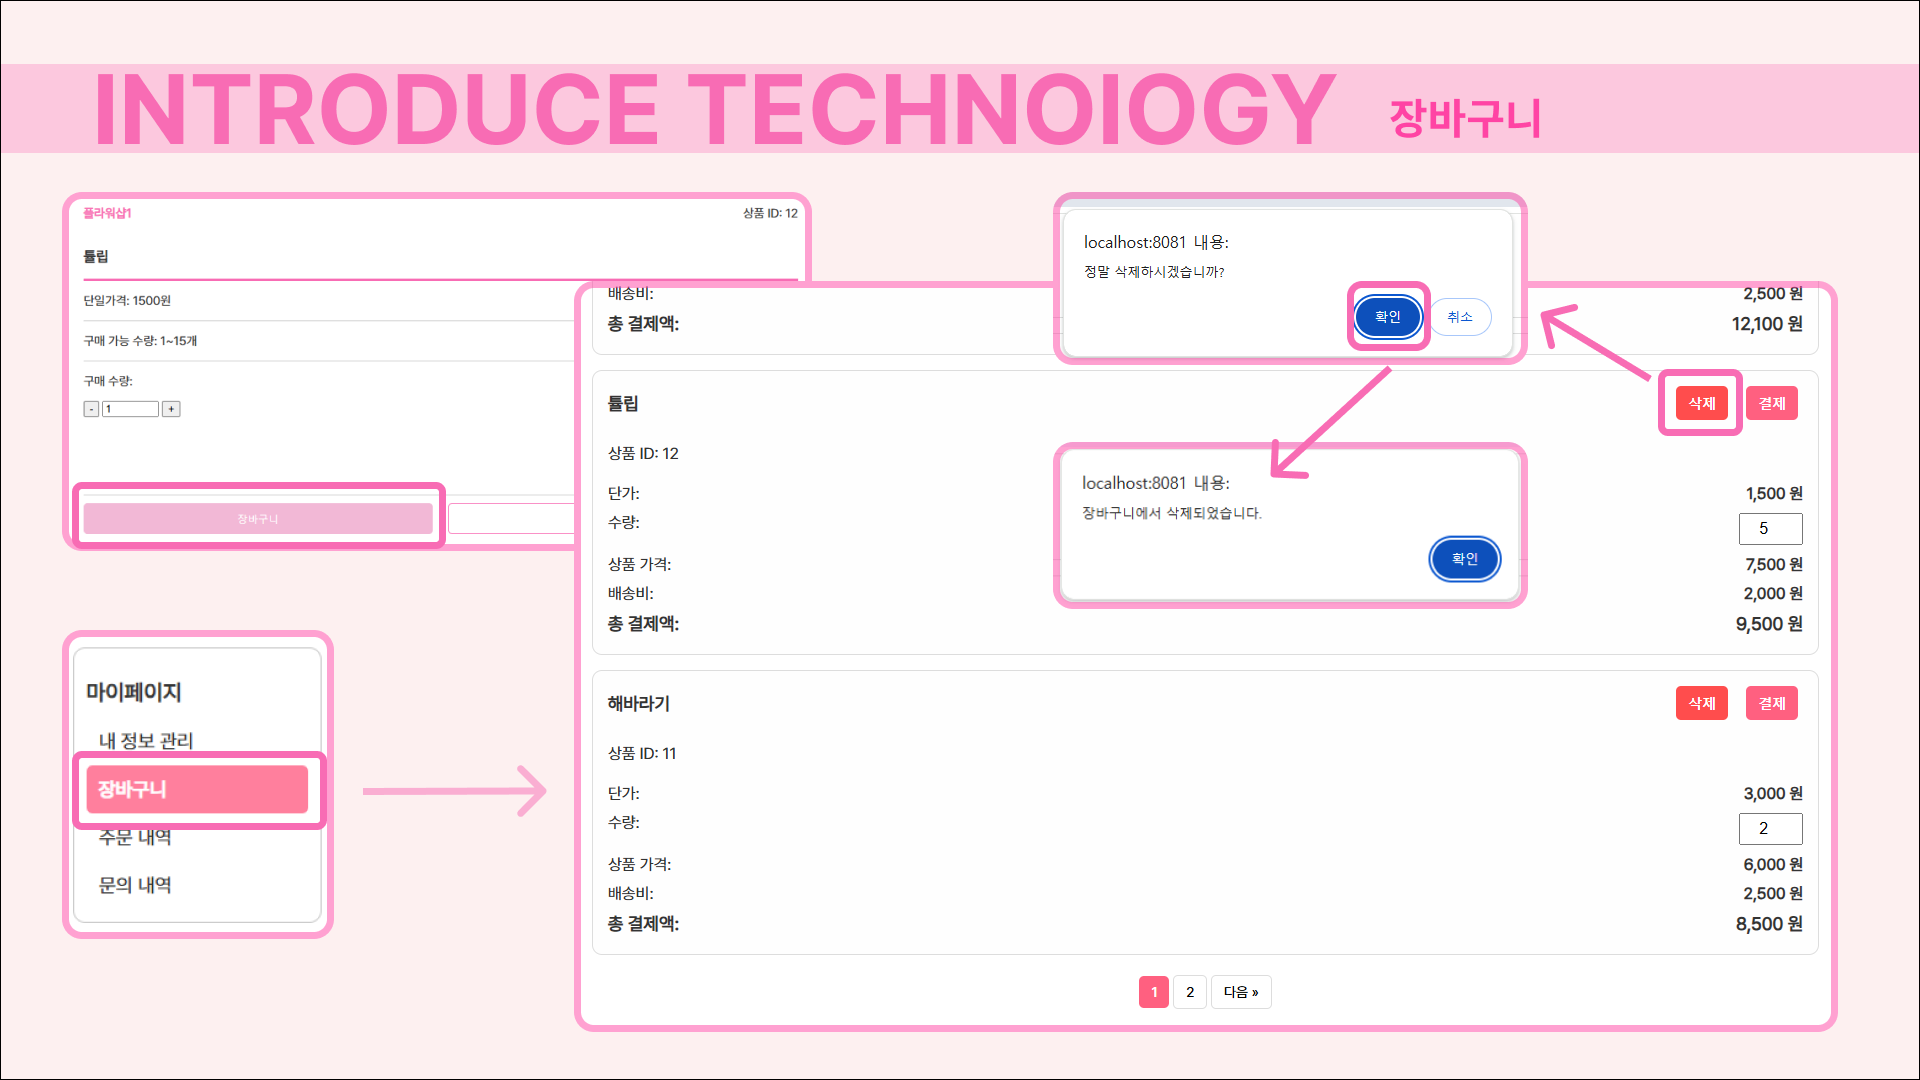 INTRODUCE TECHNOIOGY 장바구니
플라워샵1 상품 ID: 12
튤립
단일가격: 1500원
구매 가능 수량: 1~15개
구매 수량:
- 1 +
장바구니
마이페이지
내 정보 관리
장바구니
주문 내역
문의 내역
배송비: 2,500 원
총 결제액: 12,100 원
localhost:8081 내용:
정말 삭제하시겠습니까?
확인 취소
튤립 삭제 결제
상품 ID: 12
단가: 1,500 원
수량: 5
상품 가격: 7,500 원
배송비: 2,000 원
총 결제액: 9,500 원
localhost:8081 내용:
장바구니에서 삭제되었습니다.
확인
해바라기 삭제 결제
상품 ID: 11
단가: 3,000 원
수량: 2
상품 가격: 6,000 원
배송비: 2,500 원
총 결제액: 8,500 원
1 2 다음 »